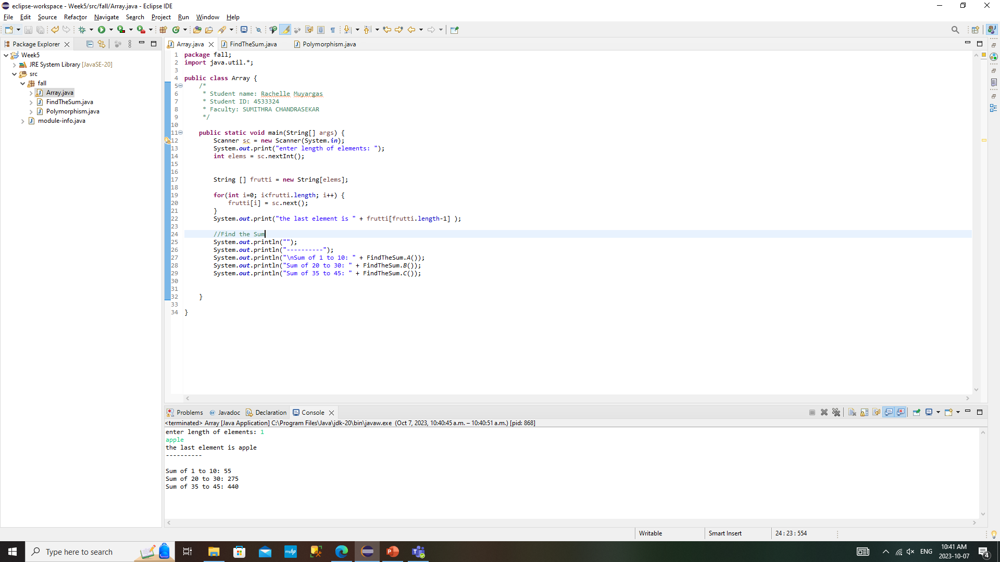 eclipse-workspace - Week5/src/fall/Array.java - Eclipse IDE
File Edit Source Refactor Navigate Search Project Run Window Help
Package Explorer
Array.java FindTheSum.java Polymorphism.java
Week5
JRE System Library [JavaSE-20]
src
fall
Array.java
FindTheSum.java
Polymorphism.java
module-info.java
1 package fall;
2 import java.util.*;
3
4 public class Array {
5 /*
6 * Student name: Rachelle Muyargas
7 * Student ID: 4533324
8 * Faculty: SUMITHRA CHANDRASEKAR
9 */
10
11 public static void main(String[] args) {
12 Scanner sc = new Scanner(System.in);
13 System.out.print("enter length of elements: ");
14 int elems = sc.nextInt();
15
16
17 String [] frutti = new String[elems];
18
19 for(int i=0; i<frutti.length; i++) {
20 frutti[i] = sc.next();
21 }
22 System.out.print("the last element is " + frutti[frutti.length-1] );
23
24 //Find the Sum
25 System.out.println("");
26 System.out.println("----------");
27 System.out.println("\nSum of 1 to 10: " + FindTheSum.A());
28 System.out.println("Sum of 20 to 30: " + FindTheSum.B());
29 System.out.println("Sum of 35 to 45: " + FindTheSum.C());
30
31
32 }
33
34 }
Problems Javadoc Declaration Console
<terminated> Array [Java Application] C:\Program Files\Java\jdk-20\bin\javaw.exe (Oct 7, 2023, 10:40:45 a.m. – 10:40:51 a.m.) [pid: 868]
enter length of elements: 1
apple
the last element is apple
----------
Sum of 1 to 10: 55
Sum of 20 to 30: 275
Sum of 35 to 45: 440
Writable Smart Insert 24 : 23 : 554
Type here to search
ENG
10:41 AM
2023-10-07
4